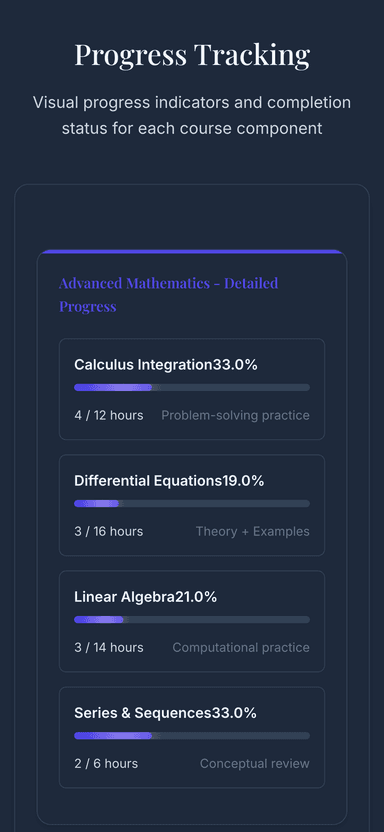 Progress Tracking
Visual progress indicators and completion
status for each course component
Advanced Mathematics - Detailed
Progress
Calculus Integration33.0%
4 / 12 hours Problem-solving practice
Differential Equations19.0%
3 / 16 hours Theory + Examples
Linear Algebra21.0%
3 / 14 hours Computational practice
Series & Sequences33.0%
2 / 6 hours Conceptual review